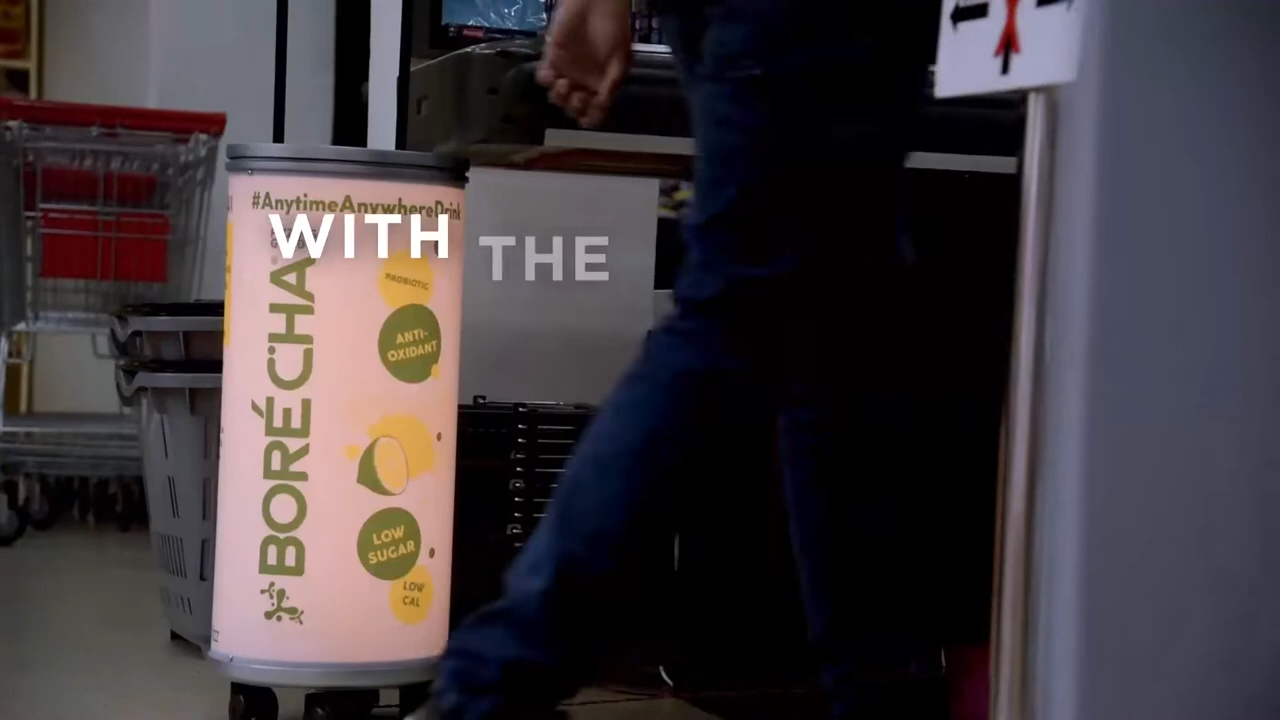 #AnytimeAnywhereDrink
WITH THE
BORÉCHA
PROBIOTIC
ANTI-
OXIDANT
LOW
SUGAR
LOW
CAL